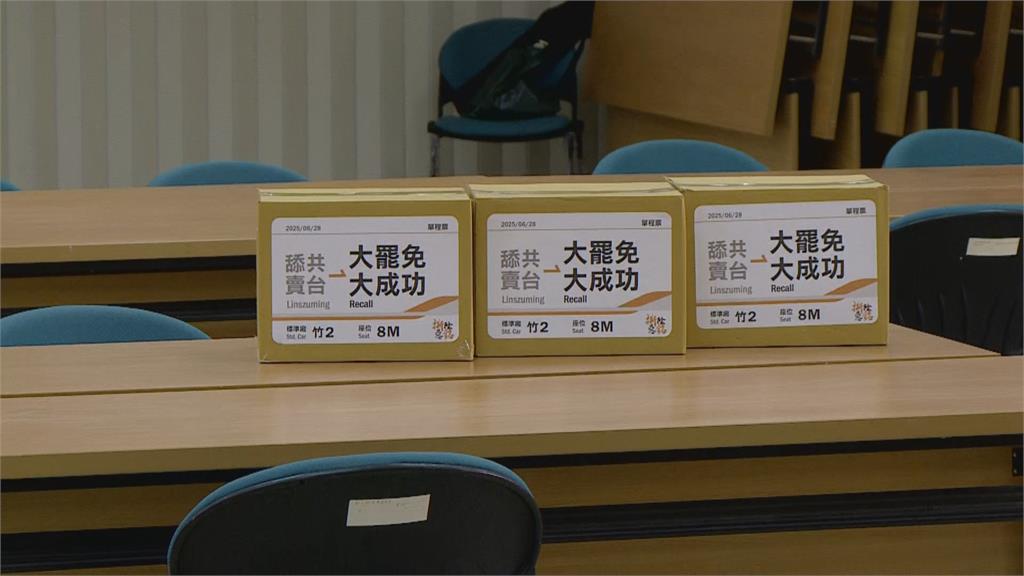 2025/06/28 單程票
舔共 大罷免
賣台 → 大成功
Linszuming Recall
標準廂 竹2 座位 8M
Std. Car Seat
2025/06/28 單程票
舔共 大罷免
賣台 → 大成功
Linszuming Recall
標準廂 竹2 座位 8M
Std. Car Seat
2025/06/28 單程票
舔共 大罷免
賣台 → 大成功
Linszuming Recall
標準廂 竹2 座位 8M
Std. Car Seat